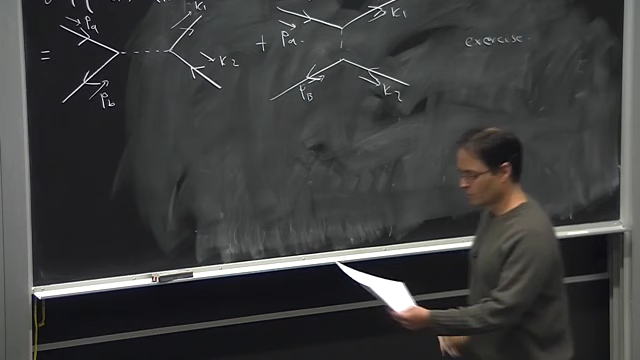 Pa K1 Pa. K1
= + exercise.
K2
Pb PB K2